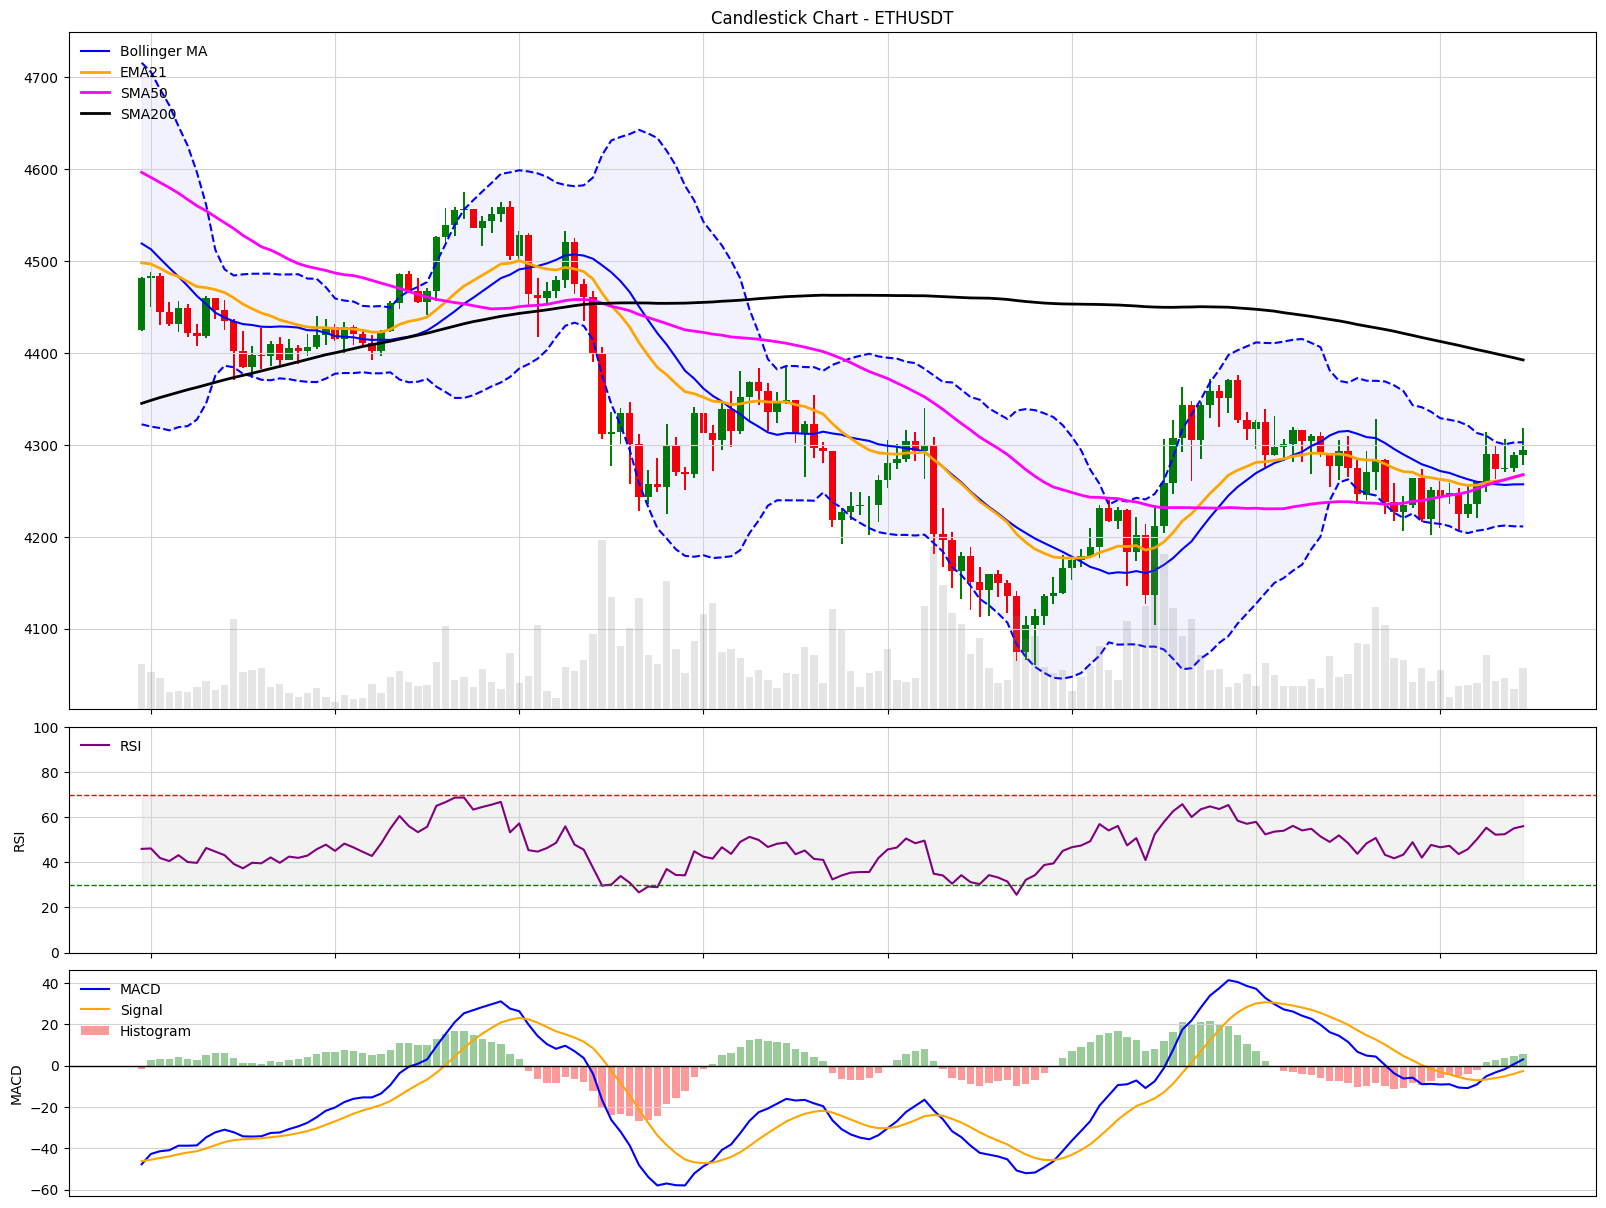 Candlestick Chart - ETHUSDT
Bollinger MA
EMA21
SMA50
SMA200
4700
4600
4500
4400
4300
4200
4100
RSI
100
80
60
40
20
0
RSI
MACD
Signal
Histogram
40
20
0
−20
−40
−60
MACD